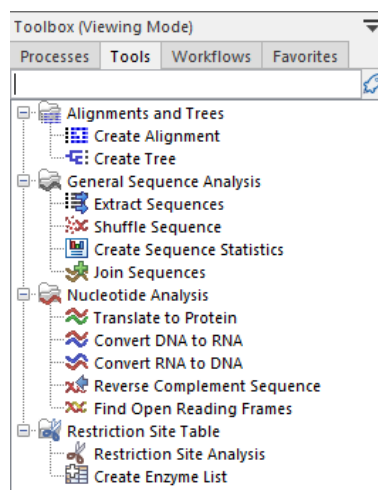 Toolbox (Viewing Mode)
Processes Tools Workflows Favorites
Alignments and Trees
Create Alignment
Create Tree
General Sequence Analysis
Extract Sequences
Shuffle Sequence
Create Sequence Statistics
Join Sequences
Nucleotide Analysis
Translate to Protein
Convert DNA to RNA
Convert RNA to DNA
Reverse Complement Sequence
Find Open Reading Frames
Restriction Site Table
Restriction Site Analysis
Create Enzyme List